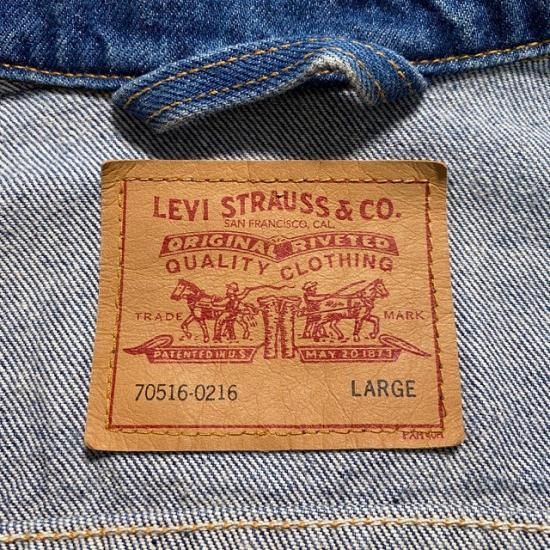 LEVI STRAUSS & CO.
SAN FRANCISCO, CAL.
ORIGINAL RIVETED
QUALITY CLOTHING
TRADE MARK
PATENTED IN U.S. MAY 20 1873
70516-0216 LARGE